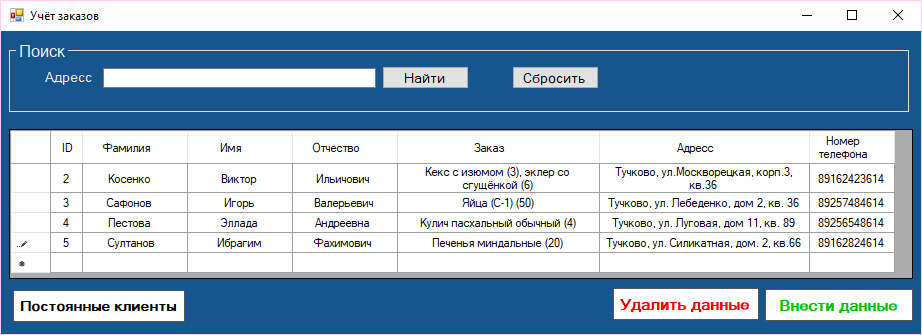 Учёт заказов
Поиск
Адресс Найти Сбросить
ID Фамилия Имя Отчество Заказ Адресс Номер телефона
2 Косенко Виктор Ильичович Кекс с изюмом (3), эклер со сгущёнкой (6) Тучково, ул.Москворецкая, корп.3, кв.36 89162423614
3 Сафонов Игорь Валерьевич Яйца (С-1) (50) Тучково, ул. Лебеденко, дом 2, кв. 36 89257484614
4 Пестова Эллада Андреевна Кулич пасхальный обычный (4) Тучково, ул. Луговая, дом 11, кв. 89 89256548614
5 Султанов Ибрагим Фахимович Печенья миндальные (20) Тучково, ул. Силикатная, дом. 2, кв.66 89162824614
Постоянные клиенты Удалить данные Внести данные